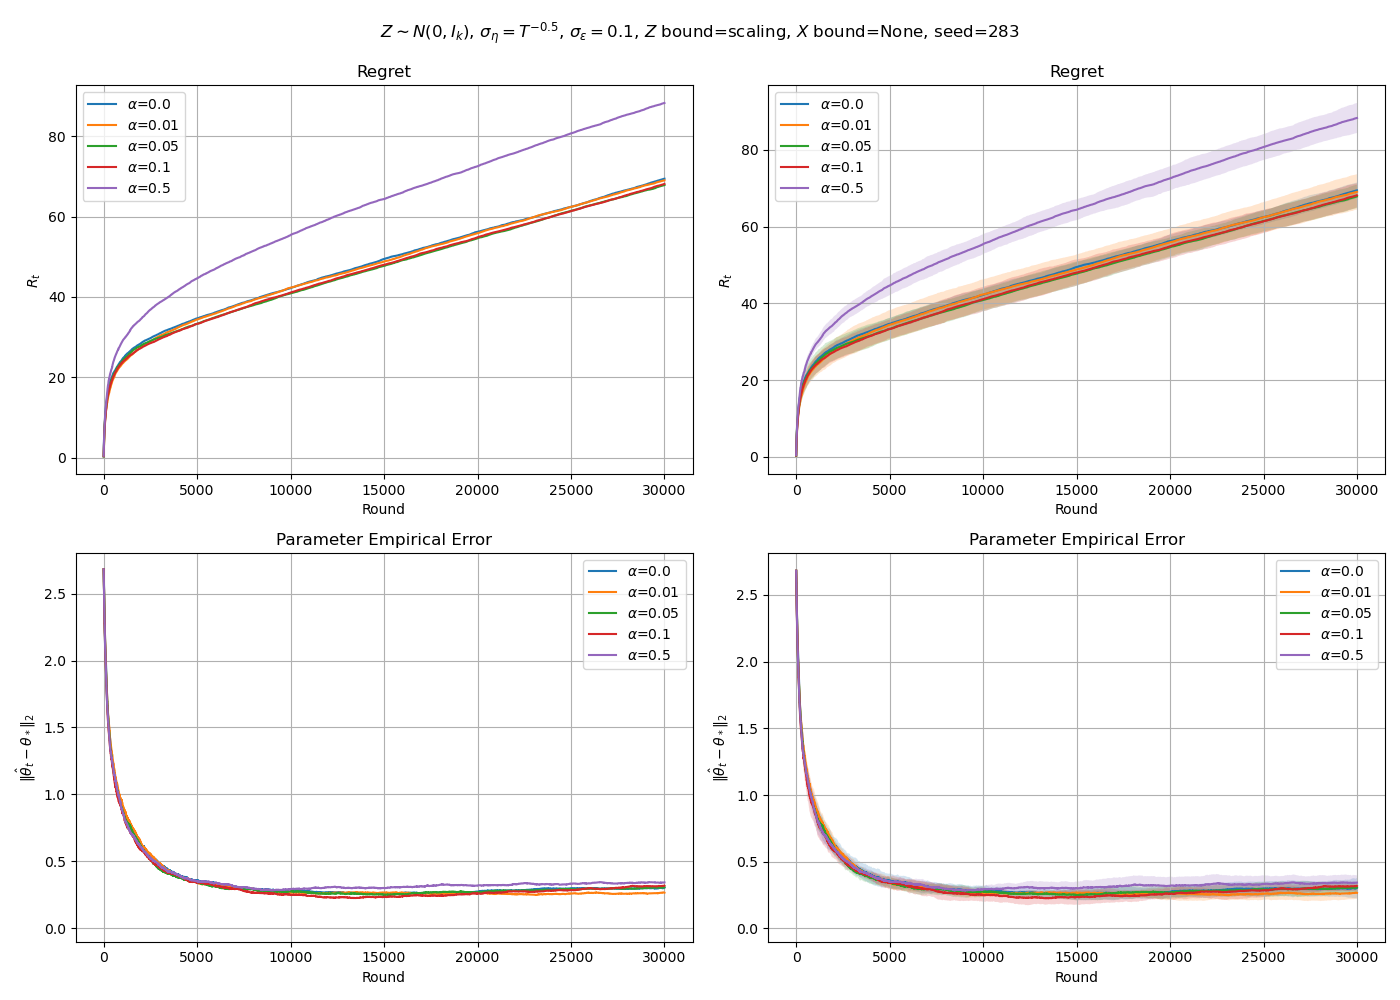 Z ~ N(0, I_k), σ_η = T^{-0.5}, σ_ε = 0.1, Z bound=scaling, X bound=None, seed=283
Regret
α=0.0
α=0.01
α=0.05
α=0.1
α=0.5
80
60
40
20
0
R_t
0 5000 10000 15000 20000 25000 30000
Round
Regret
α=0.0
α=0.01
α=0.05
α=0.1
α=0.5
80
60
40
20
0
R_t
0 5000 10000 15000 20000 25000 30000
Round
Parameter Empirical Error
α=0.0
α=0.01
α=0.05
α=0.1
α=0.5
2.5
2.0
1.5
1.0
0.5
0.0
‖θ̂_t − θ_*‖_2
0 5000 10000 15000 20000 25000 30000
Round
Parameter Empirical Error
α=0.0
α=0.01
α=0.05
α=0.1
α=0.5
2.5
2.0
1.5
1.0
0.5
0.0
‖θ̂_t − θ_*‖_2
0 5000 10000 15000 20000 25000 30000
Round